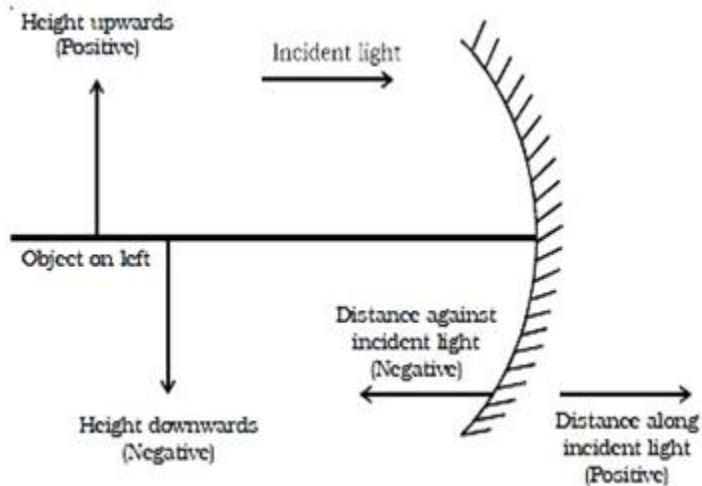 Height upwards
(Positive)
Incident light
Object on left
Distance against
incident light
(Negative)
Height downwards
(Negative)
Distance along
incident light
(Positive)